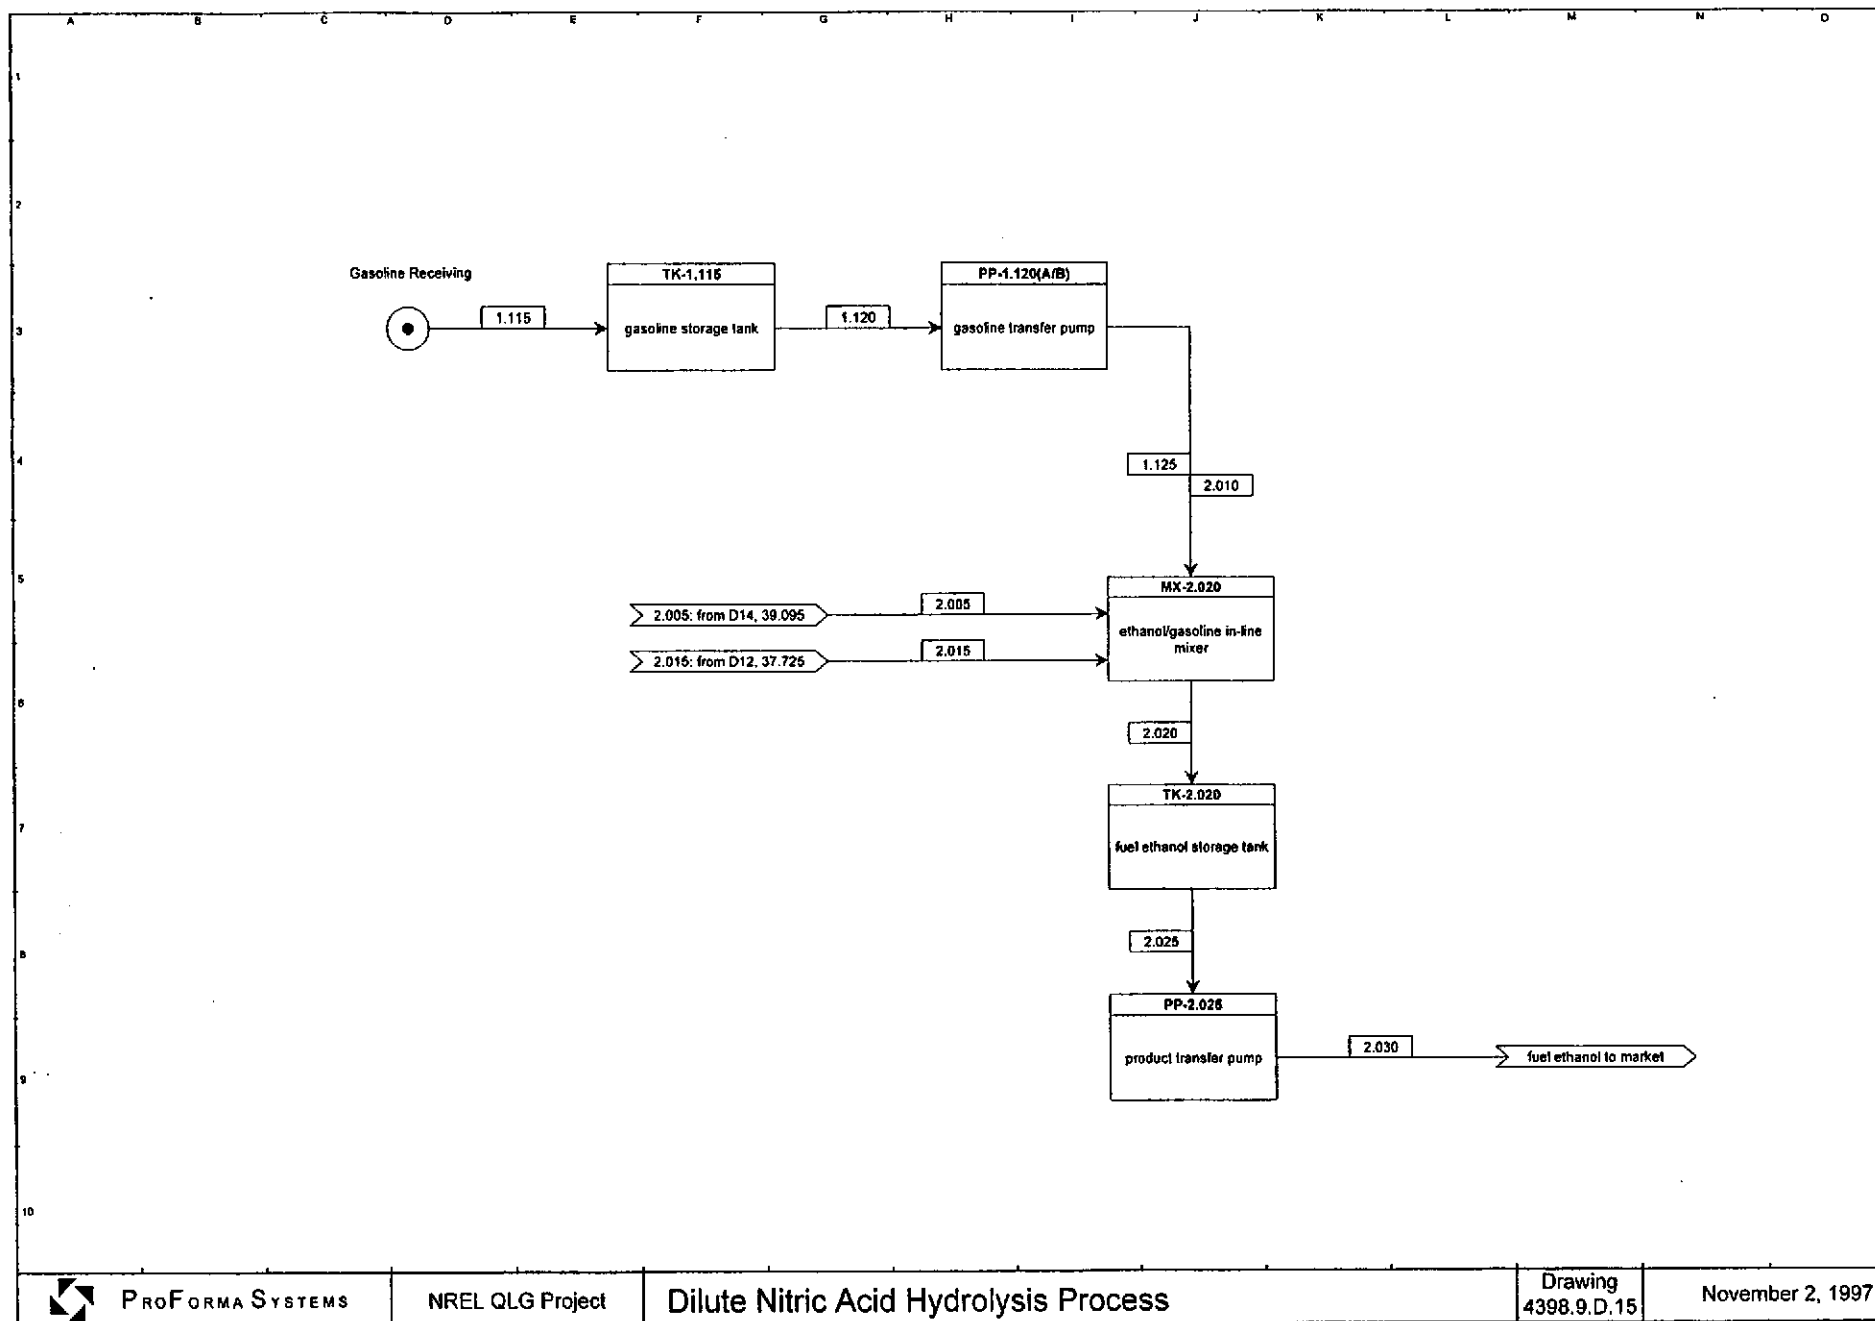 A B C D E F G H I J K L M N O
1
2
Gasoline Receiving
TK-1,115
PP-1.120(A/B)
1.115
1.120
3
gasoline storage tank
gasoline transfer pump
4
1.125
2.010
5
MX-2.020
2.005: from D14, 39.095
2.005
ethanol/gasoline in-line
mixer
2.015: from D12, 37.725
2.015
6
2.020
TK-2.020
7
fuel ethanol storage tank
2.025
8
PP-2.025
2.030
product transfer pump
fuel ethanol to market
9
10
PROFORMA SYSTEMS
NREL QLG Project
Dilute Nitric Acid Hydrolysis Process
Drawing
4398.9.D.15
November 2, 1997